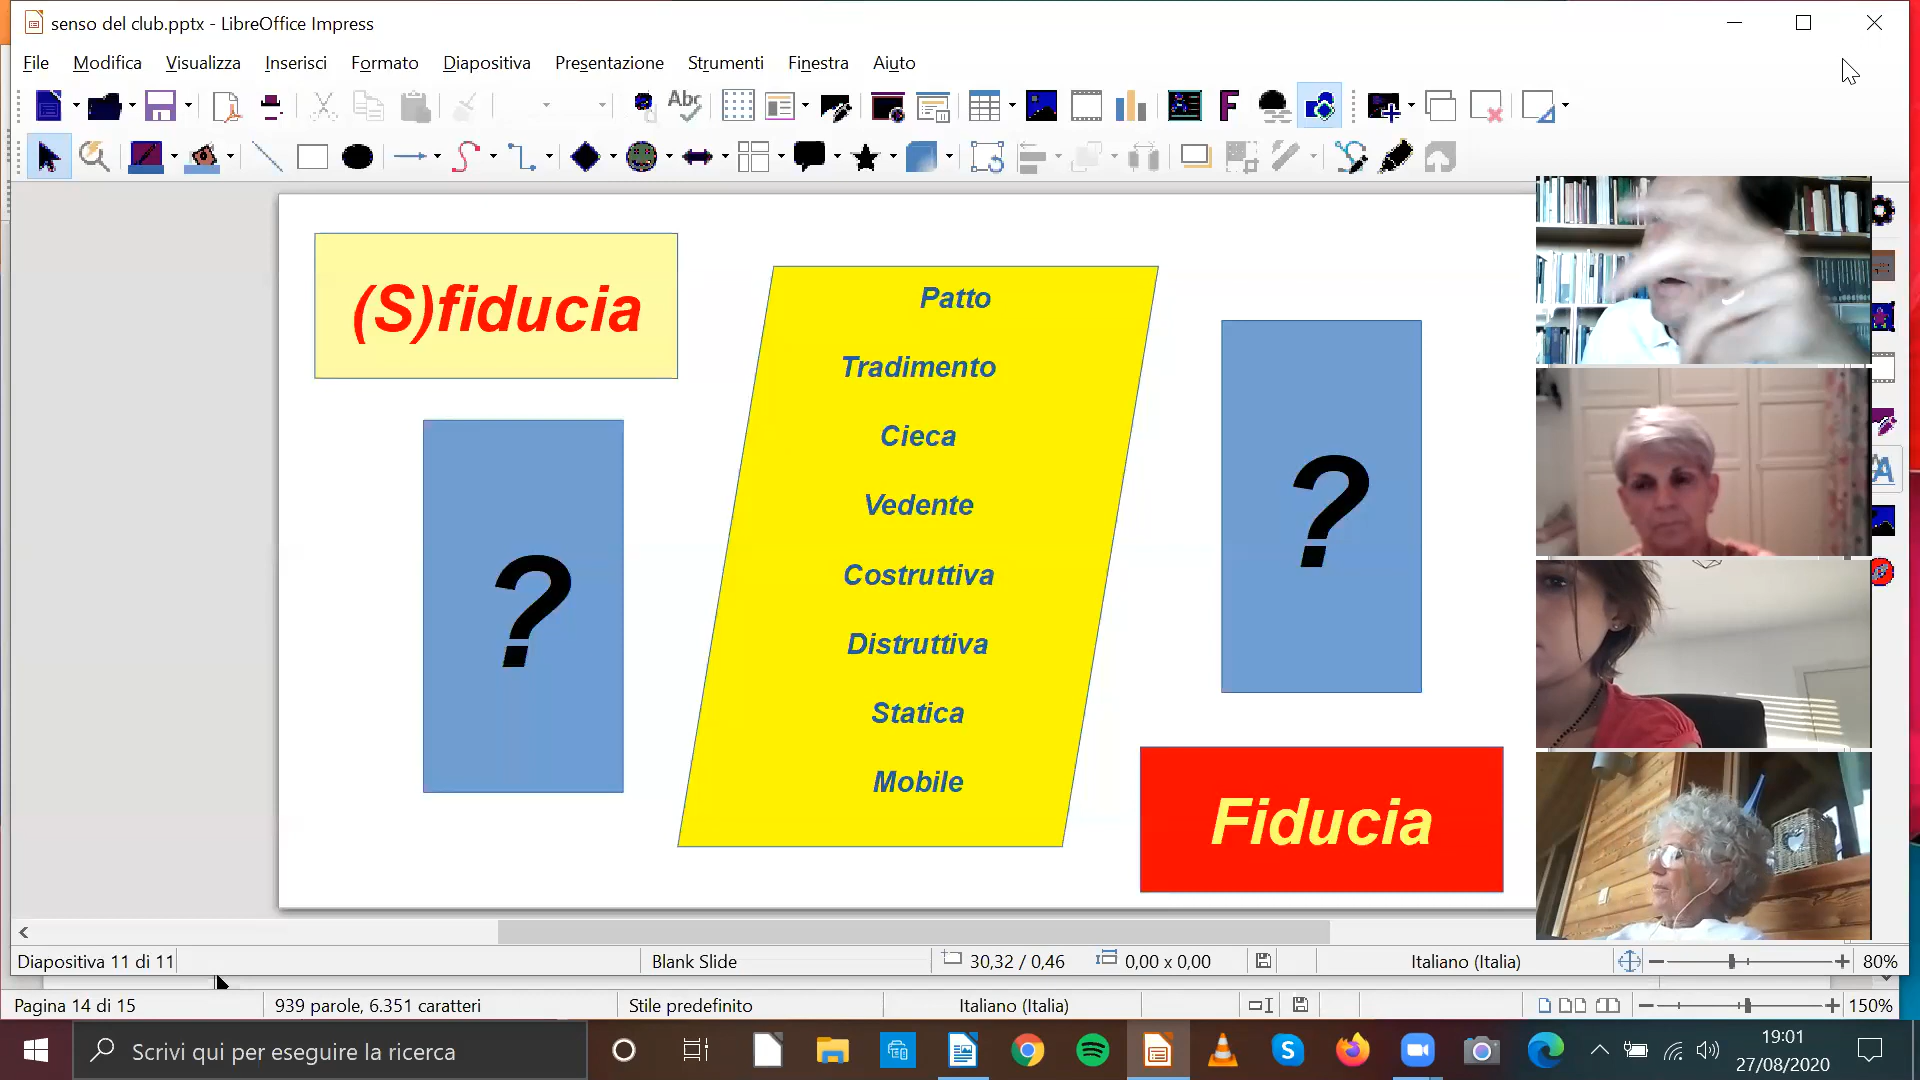 senso del club.pptx - LibreOffice Impress
File Modifica Visualizza Inserisci Formato Diapositiva Presentazione Strumenti Finestra Aiuto
Abc
F
(S)fiducia
Patto
Tradimento
Cieca
Vedente
Costruttiva
Distruttiva
Statica
Mobile
?
?
Fiducia
A
Diapositiva 11 di 11 Blank Slide 30,32 / 0,46 0,00 x 0,00 Italiano (Italia) 80%
Pagina 14 di 15 939 parole, 6.351 caratteri Stile predefinito Italiano (Italia) 150%
Scrivi qui per eseguire la ricerca
S
19:01
27/08/2020